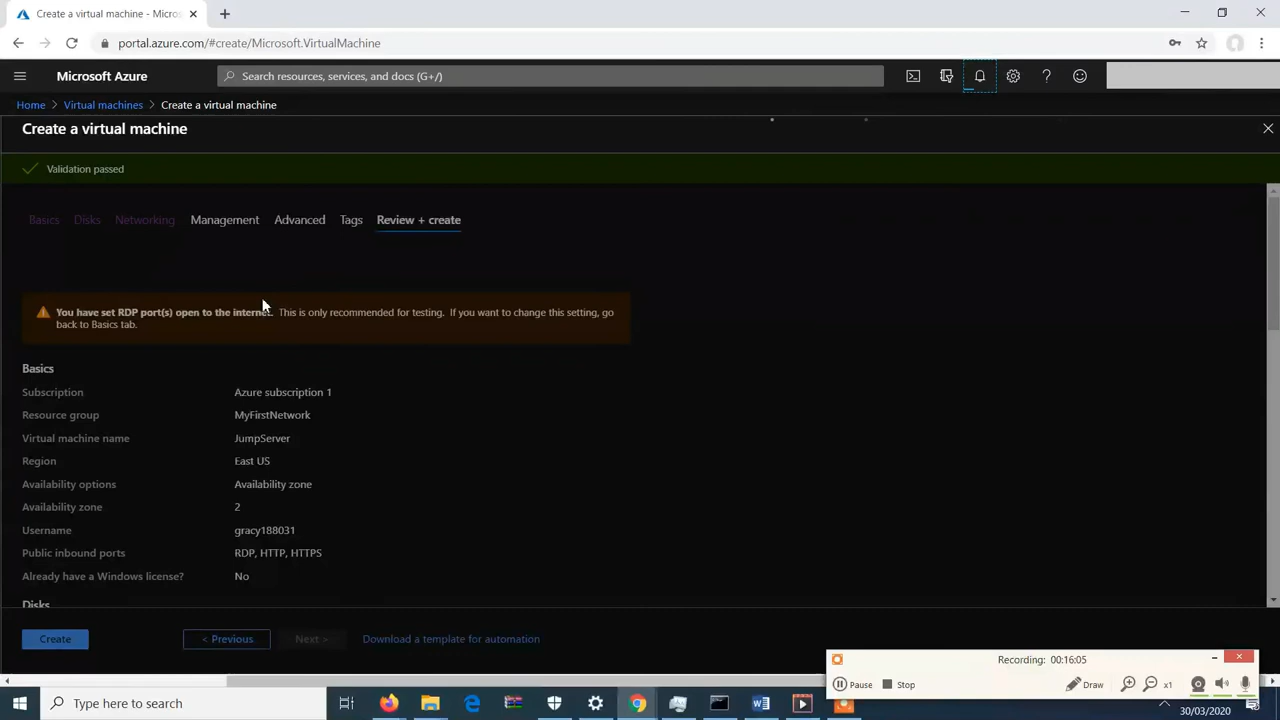 Create a virtual machine - Micros
portal.azure.com/#create/Microsoft.VirtualMachine
Microsoft Azure
Search resources, services, and docs (G+/)
Home > Virtual machines > Create a virtual machine
Create a virtual machine
Validation passed
Basics Disks Networking Management Advanced Tags Review + create
You have set RDP port(s) open to the internet. This is only recommended for testing. If you want to change this setting, go
back to Basics tab.
Basics
Subscription Azure subscription 1
Resource group MyFirstNetwork
Virtual machine name JumpServer
Region East US
Availability options Availability zone
Availability zone 2
Username gracy188031
Public inbound ports RDP, HTTP, HTTPS
Already have a Windows license? No
Disks
Create < Previous Next > Download a template for automation
Recording: 00:16:05
Pause Stop Draw x1
Type here to search
30/03/2020